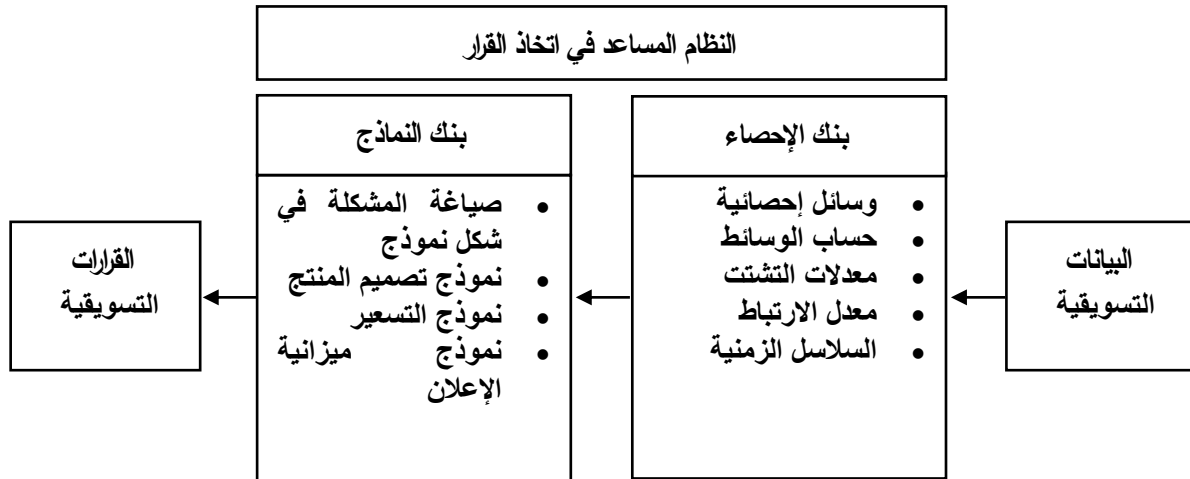 النظام المساعد في اتخاذ القرار
البيانات
التسويقية
بنك الإحصاء
• وسائل إحصائية
• حساب الوسائط
• معدلات التشتت
• معدل الارتباط
• السلاسل الزمنية
بنك النماذج
• صياغة المشكلة في
شكل نموذج
• نموذج تصميم المنتج
• نموذج التسعير
• نموذج ميزانية
الإعلان
القرارات
التسويقية